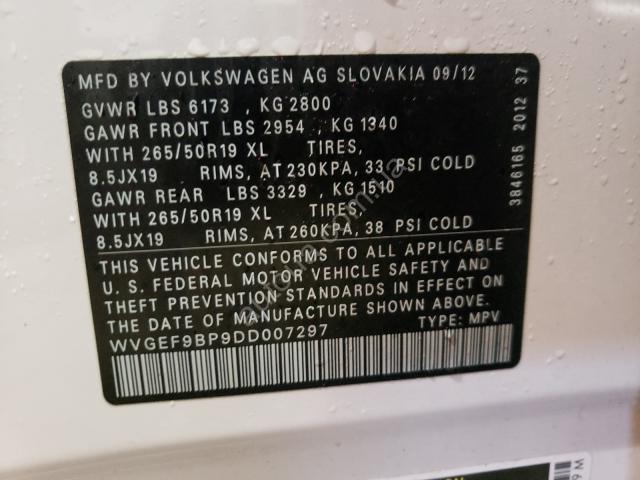 MFD BY VOLKSWAGEN AG SLOVAKIA 09/12
GVWR LBS 6173 , KG 2800
GAWR FRONT LBS 2954 , KG 1340
WITH 265/50R19 XL TIRES,
8.5JX19 RIMS, AT 230KPA, 33 PSI COLD
GAWR REAR LBS 3329 , KG 1510
WITH 265/50R19 XL TIRES,
8.5JX19 RIMS, AT 260KPA, 38 PSI COLD
THIS VEHICLE CONFORMS TO ALL APPLICABLE
U. S. FEDERAL MOTOR VEHICLE SAFETY AND
THEFT PREVENTION STANDARDS IN EFFECT ON
THE DATE OF MANUFACTURE SHOWN ABOVE.
WVGEF9BP9DD007297 TYPE: MPV
3846165 2012 37